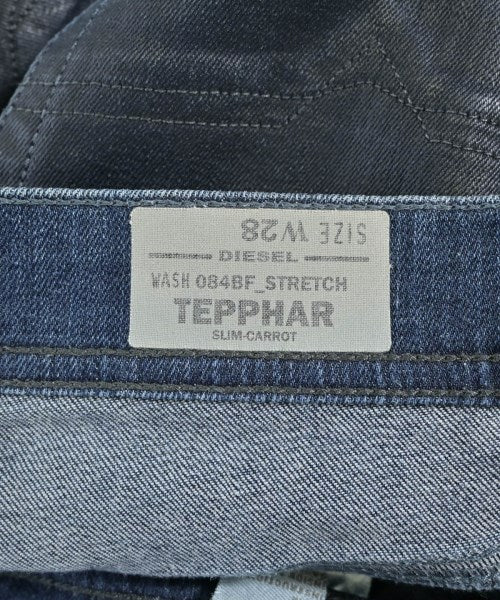 SIZE W28
DIESEL
WASH 084BF_STRETCH
TEPPHAR
SLIM-CARROT